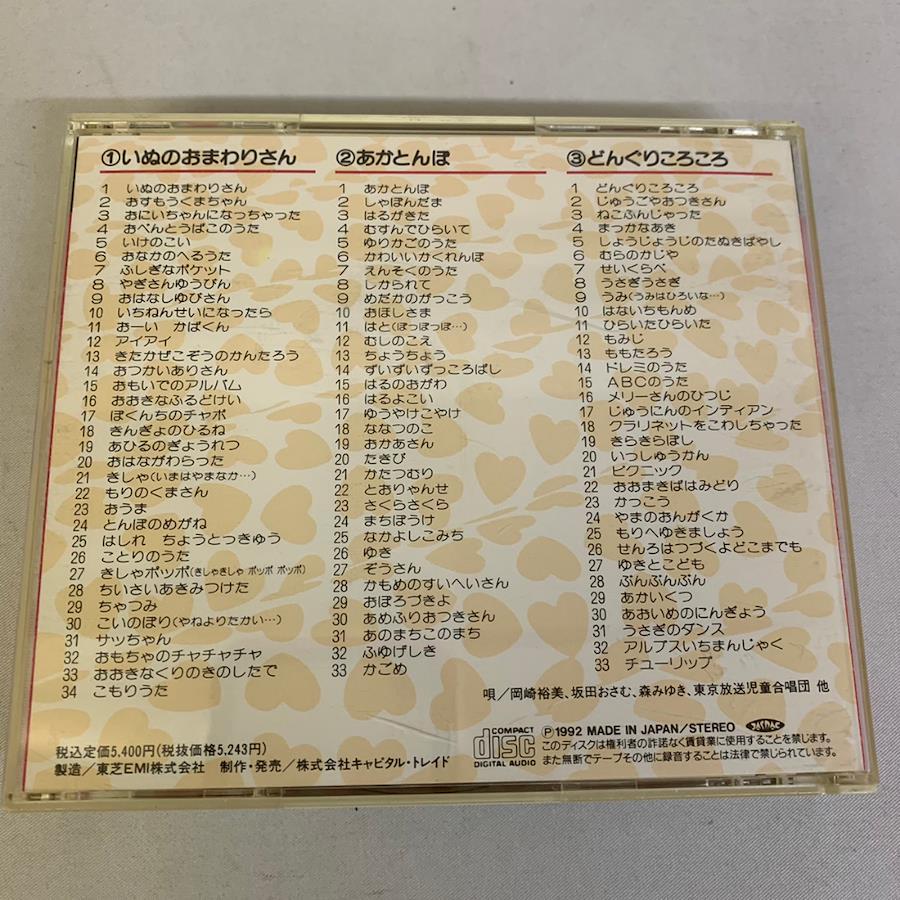 ①いぬのおまわりさん
1 いぬのおまわりさん
2 おすもうくまちゃん
3 おにいちゃんになっちゃった
4 おべんとうばこのうた
5 いけのこい
6 おなかのへるうた
7 ふしぎなポケット
8 やぎさんゆうびん
9 おはなしゆびさん
10 いちねんせいになったら
11 おーい かばくん
12 アイアイ
13 きたかぜこぞうのかんたろう
14 おつかいありさん
15 おもいでのアルバム
16 おおきなふるどけい
17 ぼくんちのチャボ
18 きんぎょのひるね
19 あひるのぎょうれつ
20 おはながわらった
21 きしゃ(いまはやまなか…)
22 もりのくまさん
23 おうま
24 とんぼのめがね
25 はしれ ちょうとっきゅう
26 ことりのうた
27 きしゃポッポ(きしゃきしゃ ポッポ ポッポ)
28 ちいさいあきみつけた
29 ちゃつみ
30 こいのぼり(やねよりたかい…)
31 サッちゃん
32 おもちゃのチャチャチャ
33 おおきなくりのきのしたで
34 こもりうた
②あかとんぼ
1 あかとんぼ
2 しゃぼんだま
3 はるがきた
4 むすんでひらいて
5 ゆりかごのうた
6 かわいいかくれんぼ
7 えんそくのうた
8 しかられて
9 めだかのがっこう
10 おほしさま
11 はと(ぽっぽっぽ…)
12 むしのこえ
13 ちょうちょう
14 ずいずいずっころばし
15 はるのおがわ
16 はるよこい
17 ゆうやけこやけ
18 ななつのこ
19 おかあさん
20 たきび
21 かたつむり
22 とおりゃんせ
23 さくらさくら
24 まちぼうけ
25 なかよしこみち
26 ゆき
27 ぞうさん
28 かもめのすいへいさん
29 おぼろづきよ
30 あめふりおつきさん
31 あのまちこのまち
32 ふゆげしき
33 かごめ
③どんぐりころころ
1 どんぐりころころ
2 じゅうごやおつきさん
3 ねこふんじゃった
4 まっかなあき
5 しょうじょうじのたぬきばやし
6 むらのかじや
7 せいくらべ
8 うさぎうさぎ
9 うみ(うみはひろいな…)
10 はないちもんめ
11 ひらいたひらいた
12 もみじ
13 ももたろう
14 ドレミのうた
15 ABCのうた
16 メリーさんのひつじ
17 じゅうにんのインディアン
18 クラリネットをこわしちゃった
19 きらきらぼし
20 いっしゅうかん
21 ピクニック
22 おおまきばはみどり
23 かっこう
24 やまのおんがくか
25 もりへゆきましょう
26 せんろはつづくよどこまでも
27 ゆきとこども
28 ぶんぶんぶん
29 あかいくつ
30 あおいめのにんぎょう
31 うさぎのダンス
32 アルプスいちまんじゃく
33 チューリップ
唄/岡崎裕美、坂田おさむ、森みゆき、東京放送児童合唱団 他
税込定価5,400円(税抜価格5,243円)
製造/東芝EMI株式会社 制作・発売/株式会社キャピタル・トレイド
COMPACT
disc
DIGITAL AUDIO
Ⓟ1992 MADE IN JAPAN/STEREO JASRAC
このディスクは権利者の許諾なく賃貸業に使用することを禁じます。
また無断でテープその他に録音することは法律で禁じられています。